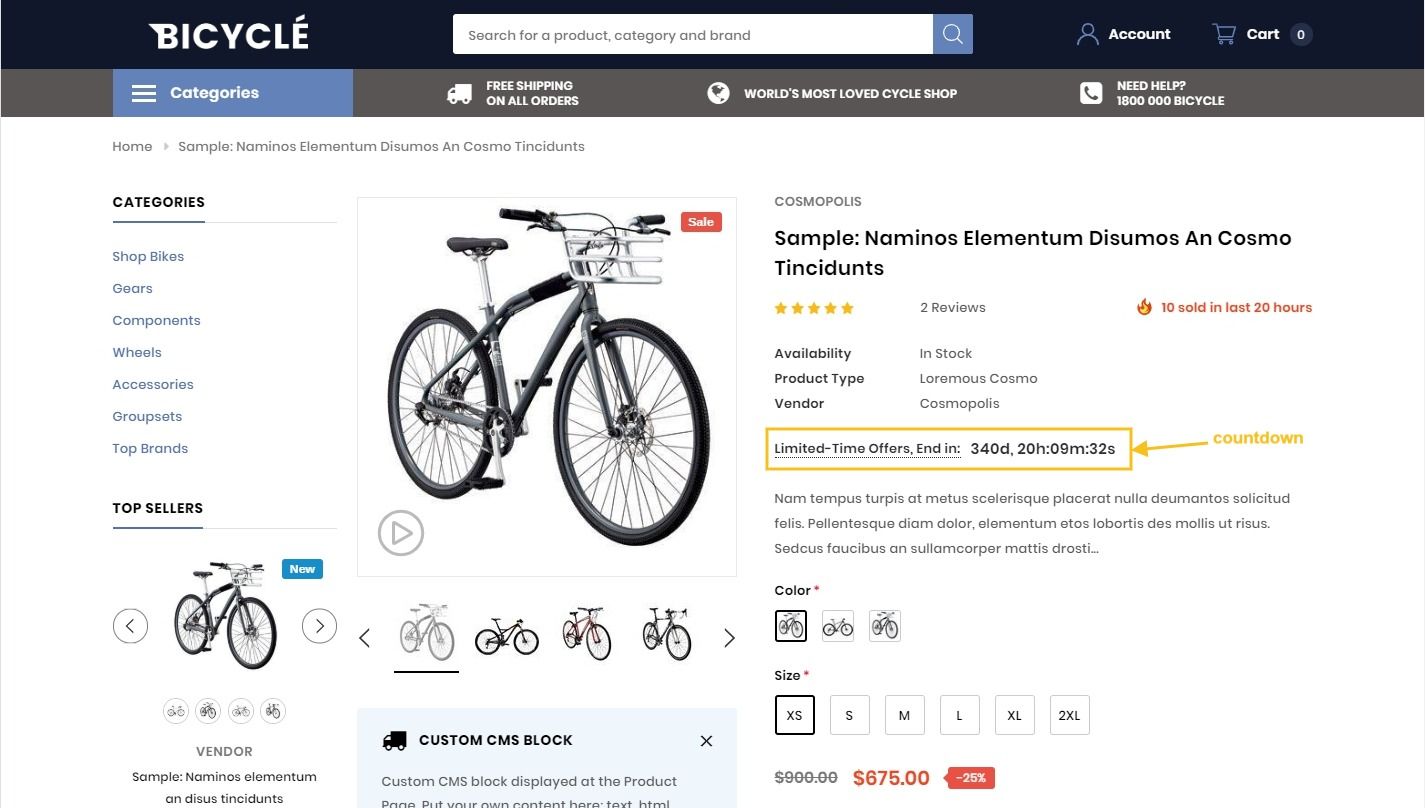 BICYCLÉ
Search for a product, category and brand
Account
Cart 0
Categories
FREE SHIPPING
ON ALL ORDERS
WORLD'S MOST LOVED CYCLE SHOP
NEED HELP?
1800 000 BICYCLE
Home
Sample: Naminos Elementum Disumos An Cosmo Tincidunts
CATEGORIES
Shop Bikes
Gears
Components
Wheels
Accessories
Groupsets
Top Brands
TOP SELLERS
New
VENDOR
Sample: Naminos elementum
an disus tincidunts
Sale
CUSTOM CMS BLOCK
Custom CMS block displayed at the Product
Page. Put your own content here: text, html,
COSMOPOLIS
Sample: Naminos Elementum Disumos An Cosmo
Tincidunts
2 Reviews
10 sold in last 20 hours
Availability In Stock
Product Type Loremous Cosmo
Vendor Cosmopolis
Limited-Time Offers, End in: 340d, 20h:09m:32s
countdown
Nam tempus turpis at metus scelerisque placerat nulla deumantos solicitud
felis. Pellentesque diam dolor, elementum etos lobortis des mollis ut risus.
Sedcus faucibus an sullamcorper mattis drosti...
Color *
Size *
XS S M L XL 2XL
$900.00 $675.00 -25%